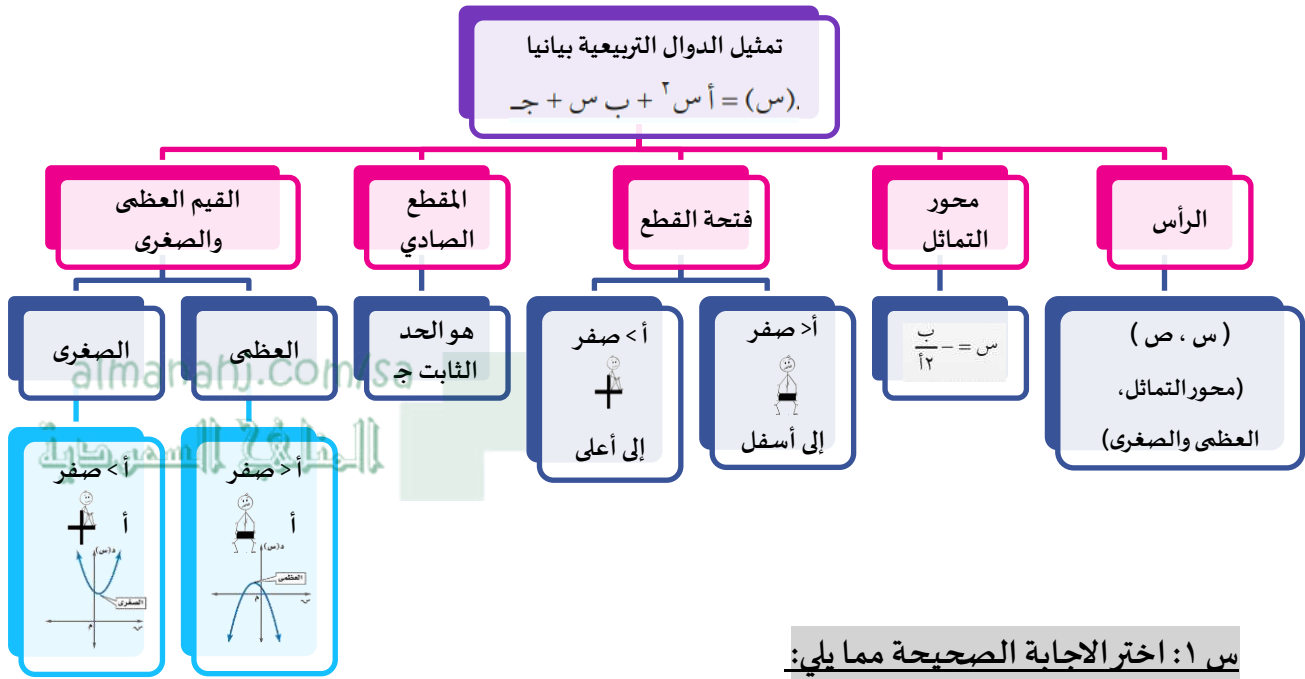 تمثيل الدوال التربيعية بيانيا
د(س) = أ س٢ + ب س + جـ
الرأس
محور
التماثل
فتحة القطع
المقطع
الصادي
القيم العظمى
والصغرى
( س ، ص )
(محور التماثل،
العظمى والصغرى)
س = − ب / ٢أ
أ< صفر
إلى أسفل
أ > صفر
إلى أعلى
هو الحد
الثابت ج
العظمى
الصغرى
أ< صفر
أ
د(س)
العظمى
م
س
أ > صفر
أ
د(س)
الصغرى
م
س
almanahj.com/sa
المناهج السعودية
س ١: اختر الاجابة الصحيحة مما يلي: